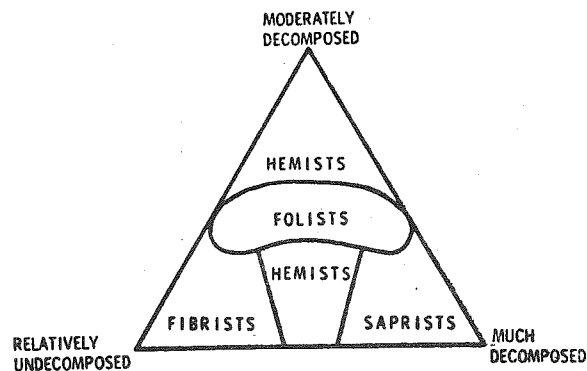 MODERATELY
DECOMPOSED
HEMISTS
FOLISTS
HEMISTS
FIBRISTS
SAPRISTS
RELATIVELY
UNDECOMPOSED
MUCH
DECOMPOSED